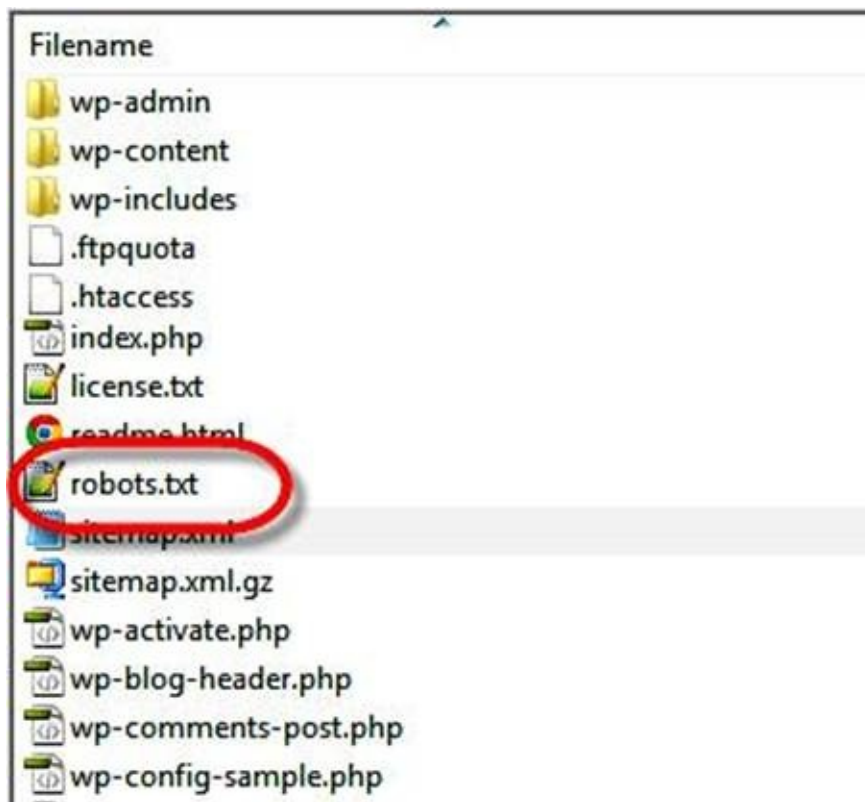 Filename
wp-admin
wp-content
wp-includes
.ftpquota
.htaccess
index.php
license.txt
readme.html
robots.txt
sitemap.xml
sitemap.xml.gz
wp-activate.php
wp-blog-header.php
wp-comments-post.php
wp-config-sample.php